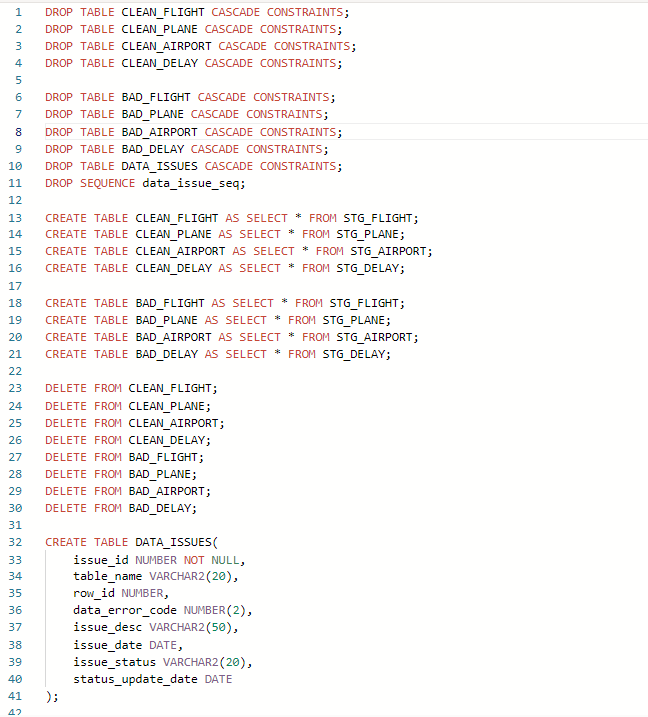 1 DROP TABLE CLEAN_FLIGHT CASCADE CONSTRAINTS;
2 DROP TABLE CLEAN_PLANE CASCADE CONSTRAINTS;
3 DROP TABLE CLEAN_AIRPORT CASCADE CONSTRAINTS;
4 DROP TABLE CLEAN_DELAY CASCADE CONSTRAINTS;
5
6 DROP TABLE BAD_FLIGHT CASCADE CONSTRAINTS;
7 DROP TABLE BAD_PLANE CASCADE CONSTRAINTS;
8 DROP TABLE BAD_AIRPORT CASCADE CONSTRAINTS;
9 DROP TABLE BAD_DELAY CASCADE CONSTRAINTS;
10 DROP TABLE DATA_ISSUES CASCADE CONSTRAINTS;
11 DROP SEQUENCE data_issue_seq;
12
13 CREATE TABLE CLEAN_FLIGHT AS SELECT * FROM STG_FLIGHT;
14 CREATE TABLE CLEAN_PLANE AS SELECT * FROM STG_PLANE;
15 CREATE TABLE CLEAN_AIRPORT AS SELECT * FROM STG_AIRPORT;
16 CREATE TABLE CLEAN_DELAY AS SELECT * FROM STG_DELAY;
17
18 CREATE TABLE BAD_FLIGHT AS SELECT * FROM STG_FLIGHT;
19 CREATE TABLE BAD_PLANE AS SELECT * FROM STG_PLANE;
20 CREATE TABLE BAD_AIRPORT AS SELECT * FROM STG_AIRPORT;
21 CREATE TABLE BAD_DELAY AS SELECT * FROM STG_DELAY;
22
23 DELETE FROM CLEAN_FLIGHT;
24 DELETE FROM CLEAN_PLANE;
25 DELETE FROM CLEAN_AIRPORT;
26 DELETE FROM CLEAN_DELAY;
27 DELETE FROM BAD_FLIGHT;
28 DELETE FROM BAD_PLANE;
29 DELETE FROM BAD_AIRPORT;
30 DELETE FROM BAD_DELAY;
31
32 CREATE TABLE DATA_ISSUES(
33 issue_id NUMBER NOT NULL,
34 table_name VARCHAR2(20),
35 row_id NUMBER,
36 data_error_code NUMBER(2),
37 issue_desc VARCHAR2(50),
38 issue_date DATE,
39 issue_status VARCHAR2(20),
40 status_update_date DATE
41 );
42